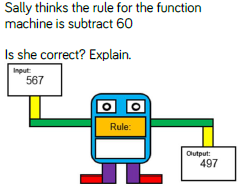 Sally thinks the rule for the function
machine is subtract 60
Is she correct? Explain.
Input:
567
Rule:
Output:
497